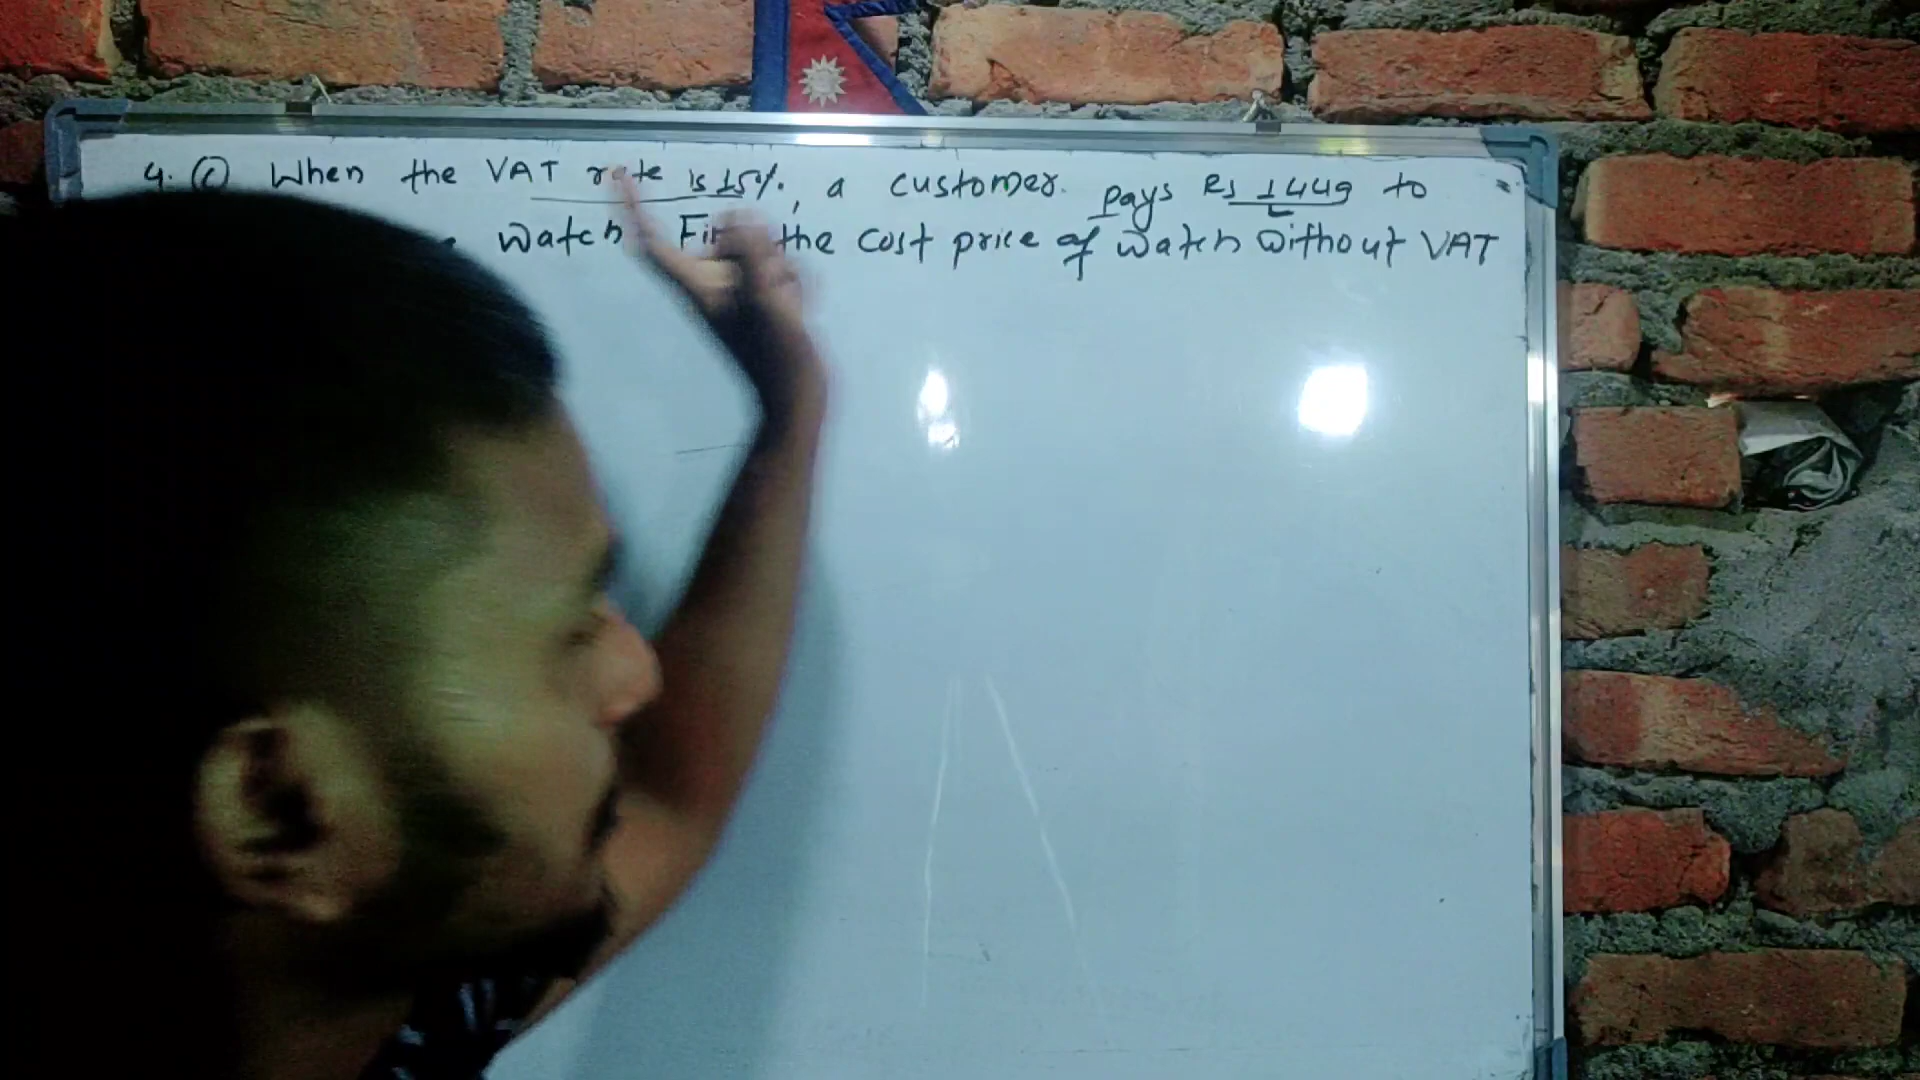 4. (c) When the VAT rate is 15%, a customer pays Rs 1449 to
watch. Find the cost price of watch without VAT